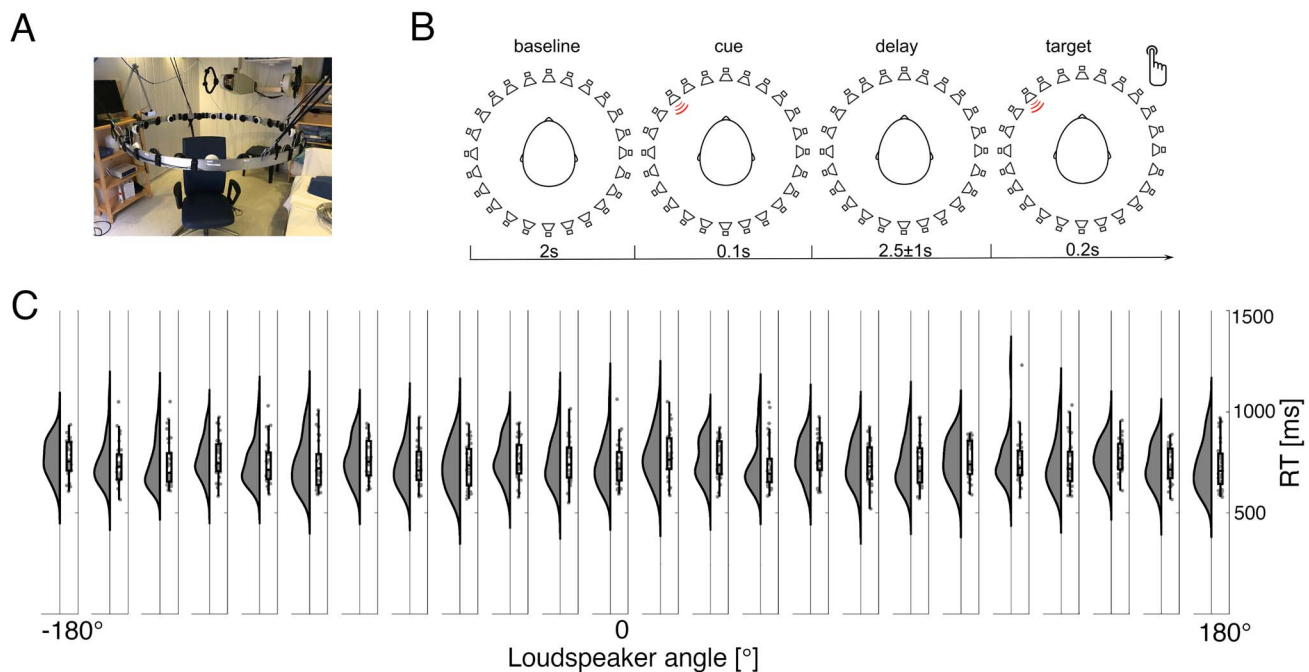 A
B
baseline cue delay target
2s 0.1s 2.5±1s 0.2s
C
1500
1000
500
RT [ms]
-180° 0 180°
Loudspeaker angle [°]